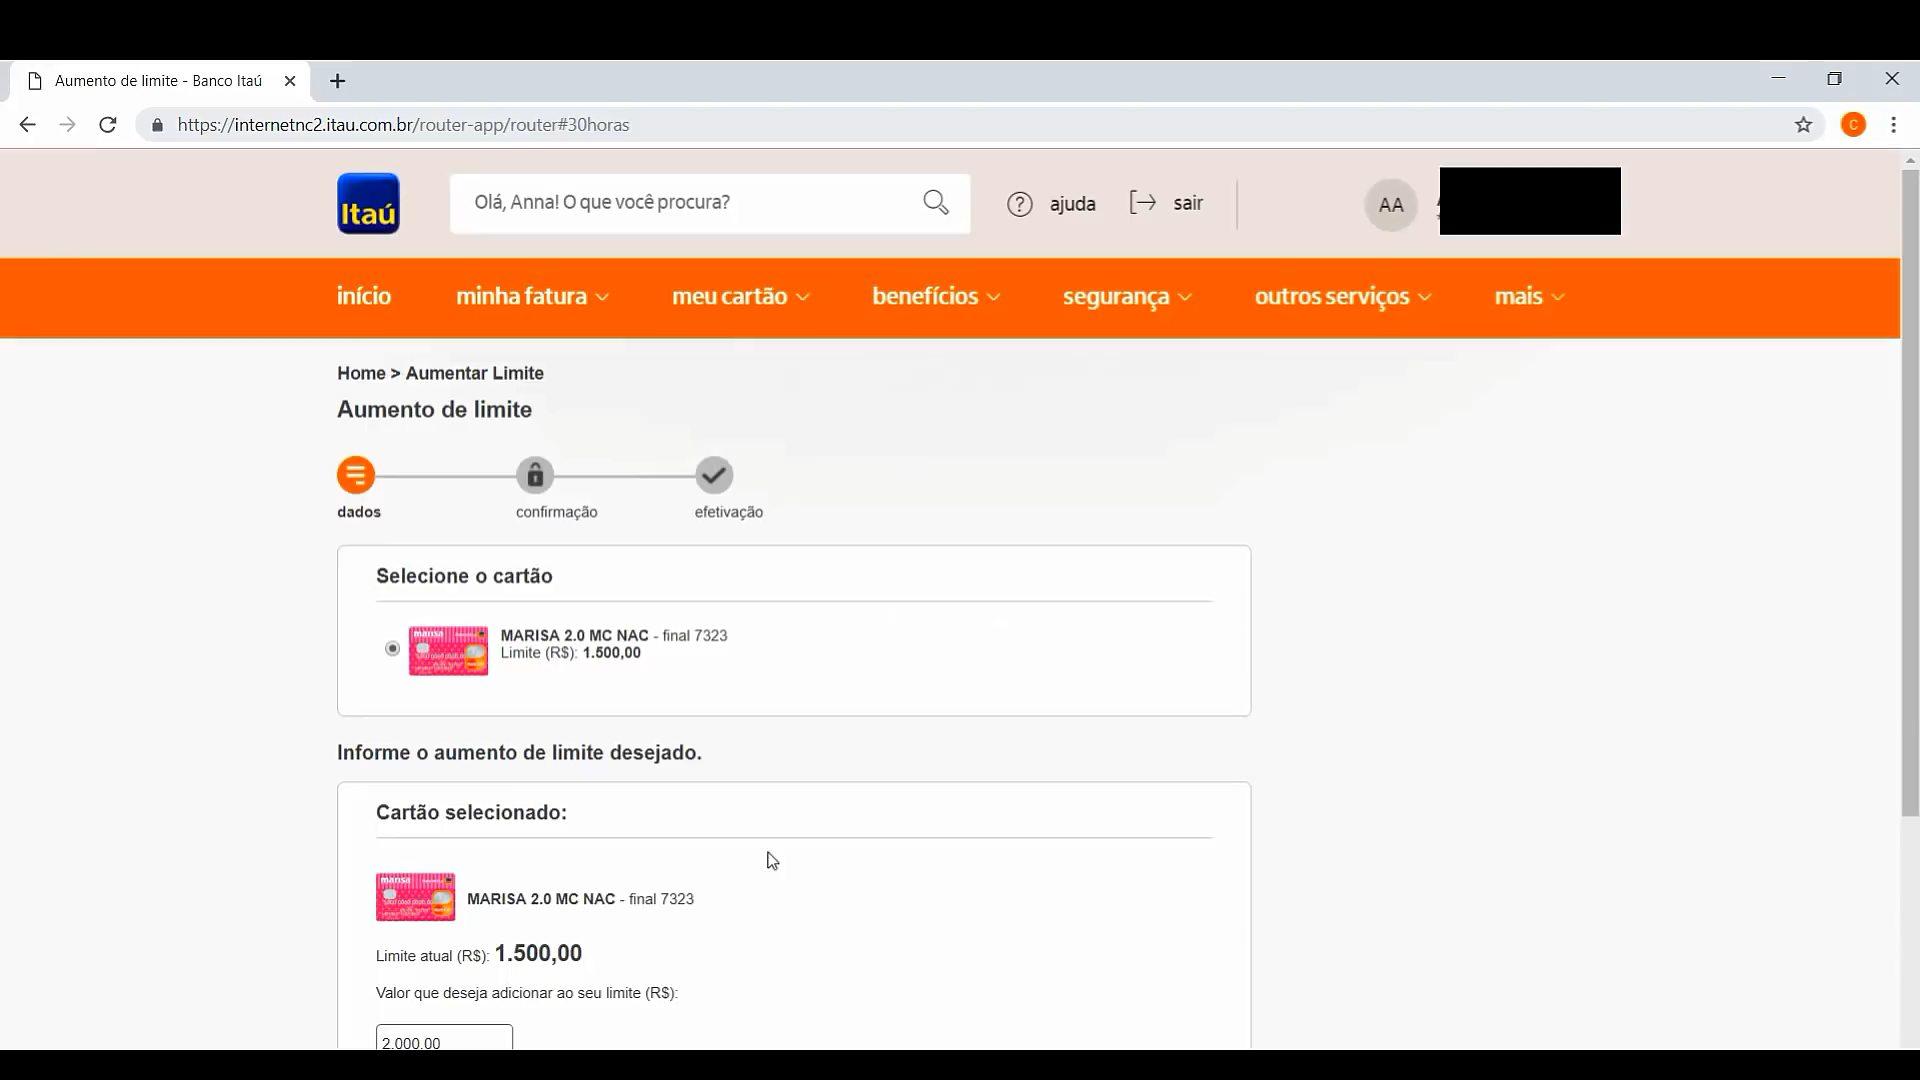 Aumento de limite - Banco Itaú
https://internetnc2.itau.com.br/router-app/router#30horas
C
Itaú
Olá, Anna! O que você procura?
? ajuda
sair
AA
início
minha fatura
meu cartão
benefícios
segurança
outros serviços
mais
Home > Aumentar Limite
Aumento de limite
dados
confirmação
efetivação
Selecione o cartão
marisa
MARISA 2.0 MC NAC - final 7323
Limite (R$): 1.500,00
Informe o aumento de limite desejado.
Cartão selecionado:
marisa
MARISA 2.0 MC NAC - final 7323
Limite atual (R$): 1.500,00
Valor que deseja adicionar ao seu limite (R$):
2.000,00